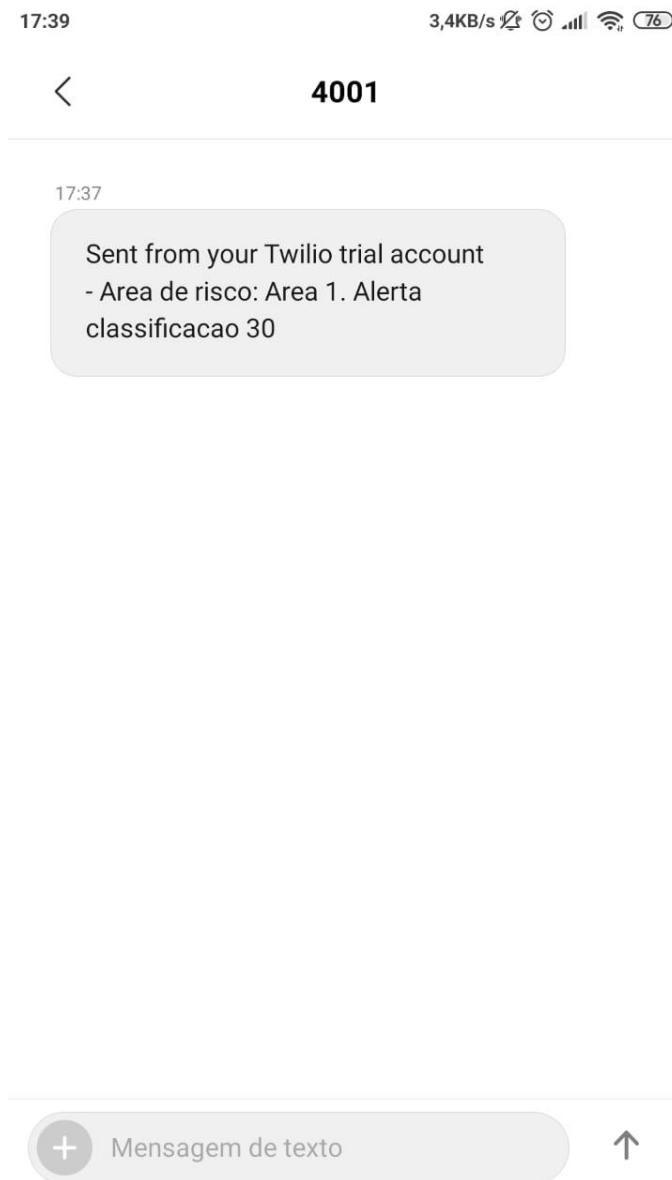 17:39 3,4KB/s 76
4001
17:37
Sent from your Twilio trial account
- Area de risco: Area 1. Alerta
classificacao 30
Mensagem de texto